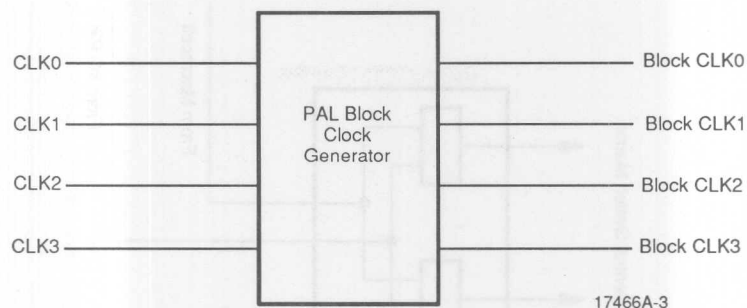 CLK0
CLK1
CLK2
CLK3
PAL Block
Clock
Generator
Block CLK0
Block CLK1
Block CLK2
Block CLK3
17466A-3